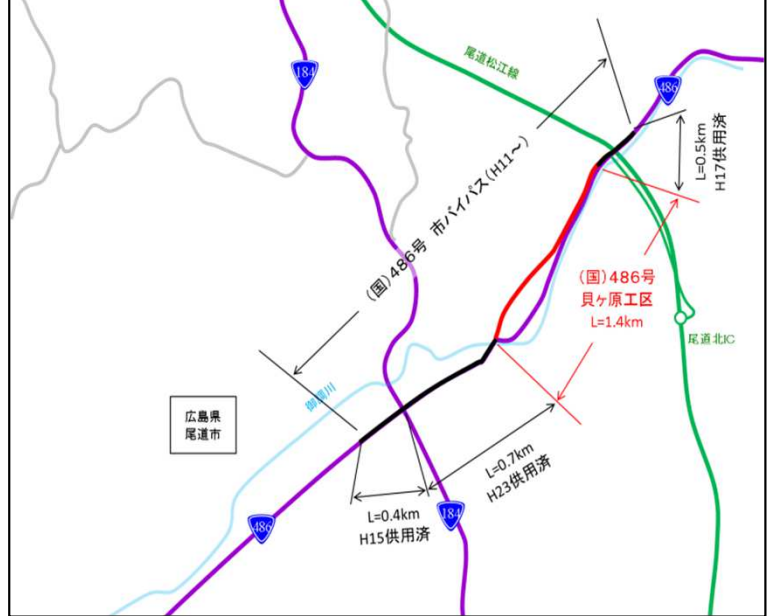 尾道松江線
184
486
L=0.5km
H17供用済
(国)486号 市バイパス(H11~)
(国)486号
貝ヶ原工区
L=1.4km
尾道北IC
御調川
広島県
尾道市
L=0.7km
H23供用済
L=0.4km
H15供用済
486
184